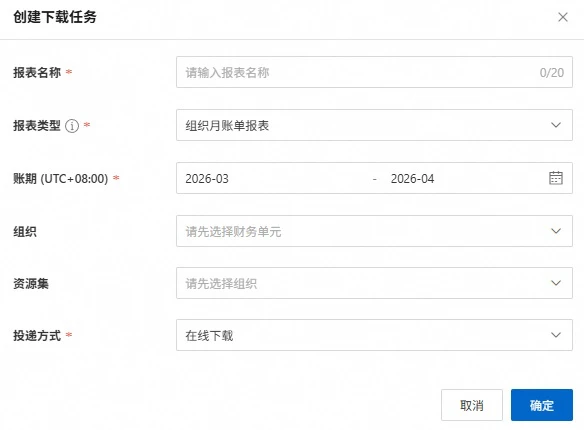 创建下载任务
报表名称 * 请输入报表名称 0/20
报表类型 * 组织月账单报表
账期 (UTC+08:00) * 2026-03 - 2026-04
组织 请先选择财务单元
资源集 请先选择组织
投递方式 * 在线下载
取消 确定